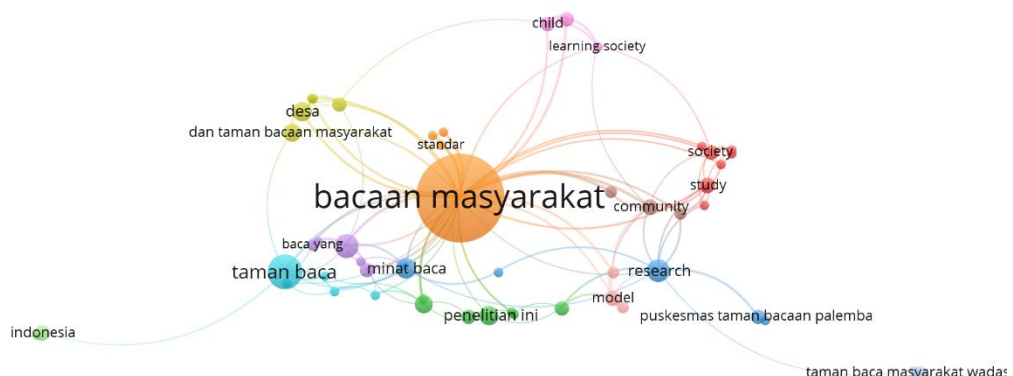 child
learning society
desa
dan taman bacaan masyarakat
standar
society
bacaan masyarakat
study
community
baca yang
taman baca
minat baca
research
model
penelitian ini
puskesmas taman bacaan palemba
indonesia
taman baca masyarakat wadas